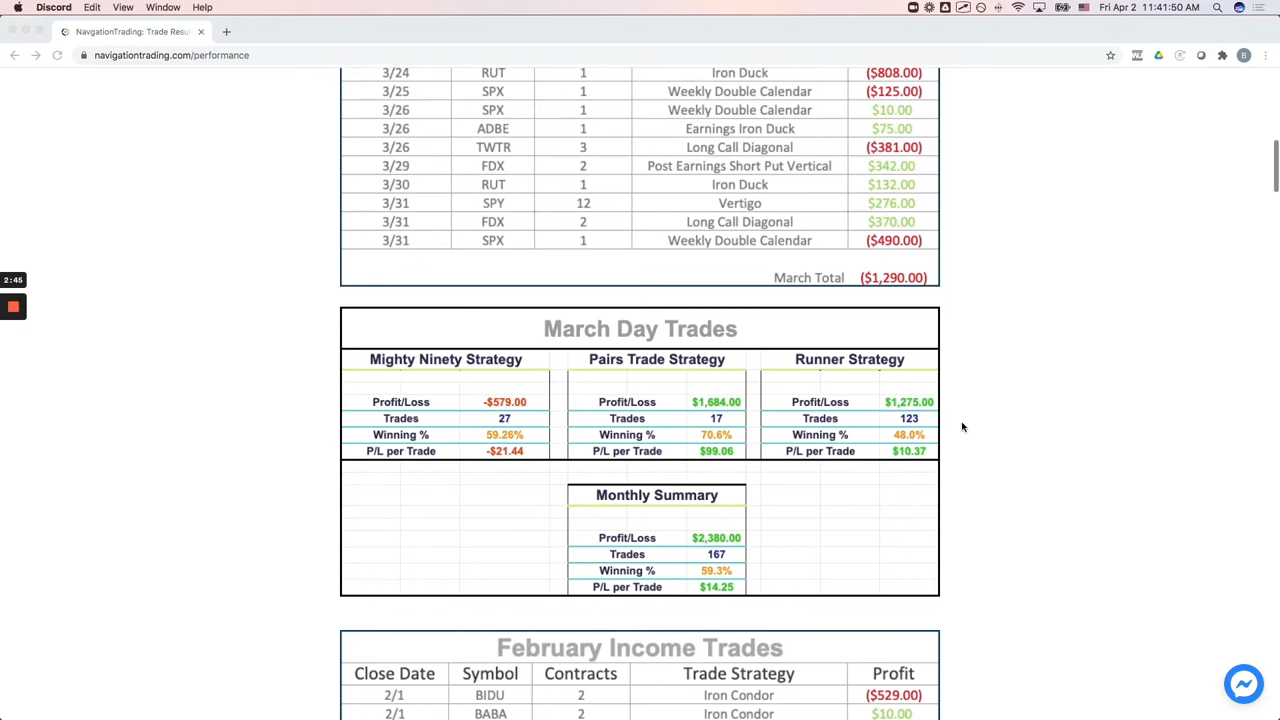 Discord Edit View Window Help Fri Apr 2 11:41:50 AM
NavgationTrading: Trade Resu
navigationtrading.com/performance
B
3/24 RUT 1 Iron Duck ($808.00)
3/25 SPX 1 Weekly Double Calendar ($125.00)
3/26 SPX 1 Weekly Double Calendar $10.00
3/26 ADBE 1 Earnings Iron Duck $75.00
3/26 TWTR 3 Long Call Diagonal ($381.00)
3/29 FDX 2 Post Earnings Short Put Vertical $342.00
3/30 RUT 1 Iron Duck $132.00
3/31 SPY 12 Vertigo $276.00
3/31 FDX 2 Long Call Diagonal $370.00
3/31 SPX 1 Weekly Double Calendar ($490.00)
March Total ($1,290.00)
2:45
March Day Trades
Mighty Ninety Strategy Pairs Trade Strategy Runner Strategy
Profit/Loss -$579.00 Profit/Loss $1,684.00 Profit/Loss $1,275.00
Trades 27 Trades 17 Trades 123
Winning % 59.26% Winning % 70.6% Winning % 48.0%
P/L per Trade -$21.44 P/L per Trade $99.06 P/L per Trade $10.37
Monthly Summary
Profit/Loss $2,380.00
Trades 167
Winning % 59.3%
P/L per Trade $14.25
February Income Trades
Close Date Symbol Contracts Trade Strategy Profit
2/1 BIDU 2 Iron Condor ($529.00)
2/1 BABA 2 Iron Condor $10.00